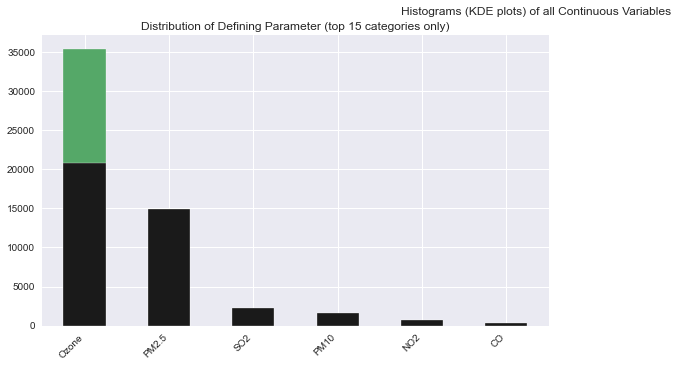 Histograms (KDE plots) of all Continuous Variables
Distribution of Defining Parameter (top 15 categories only)
35000
30000
25000
20000
15000
10000
5000
0
Ozone
PM2.5
SO2
PM10
NO2
CO